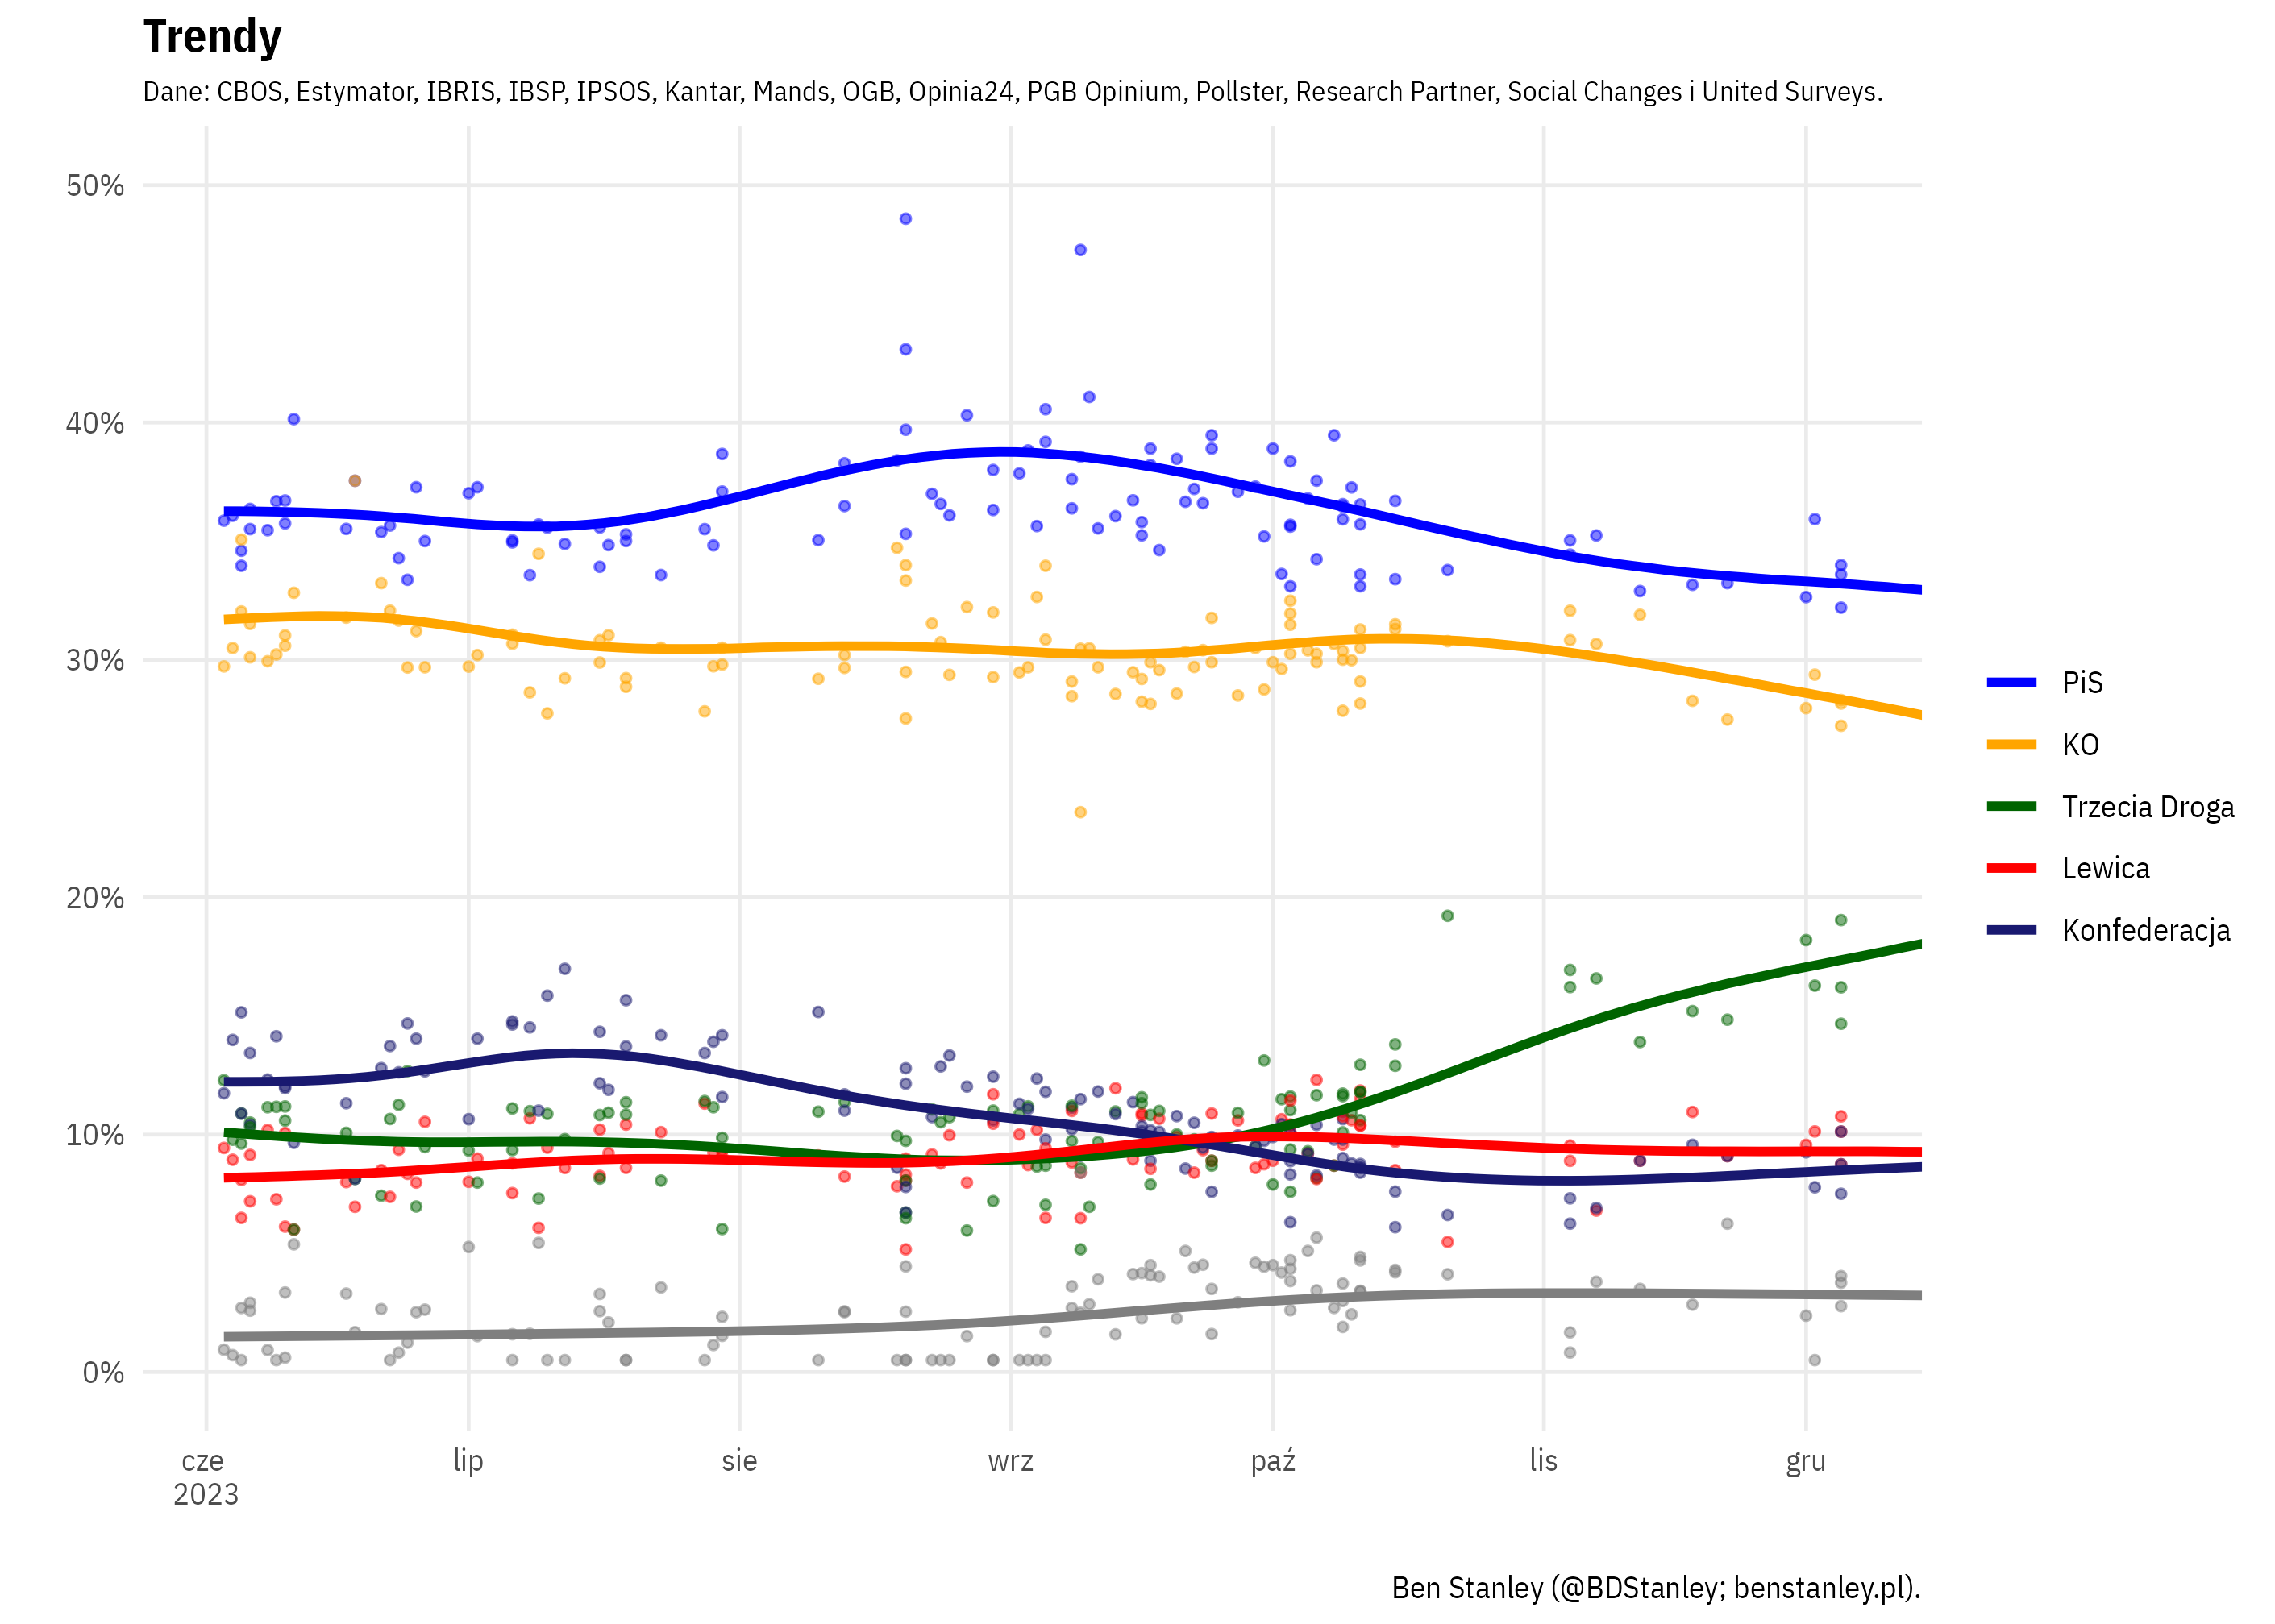 Trendy
Dane: CBOS, Estymator, IBRIS, IBSP, IPSOS, Kantar, Mands, OGB, Opinia24, PGB Opinium, Pollster, Research Partner, Social Changes i United Surveys.
50%
40%
30%
20%
10%
0%
PiS
KO
Trzecia Droga
Lewica
Konfederacja
cze lip sie wrz paź lis gru
2023
Ben Stanley (@BDStanley; benstanley.pl).